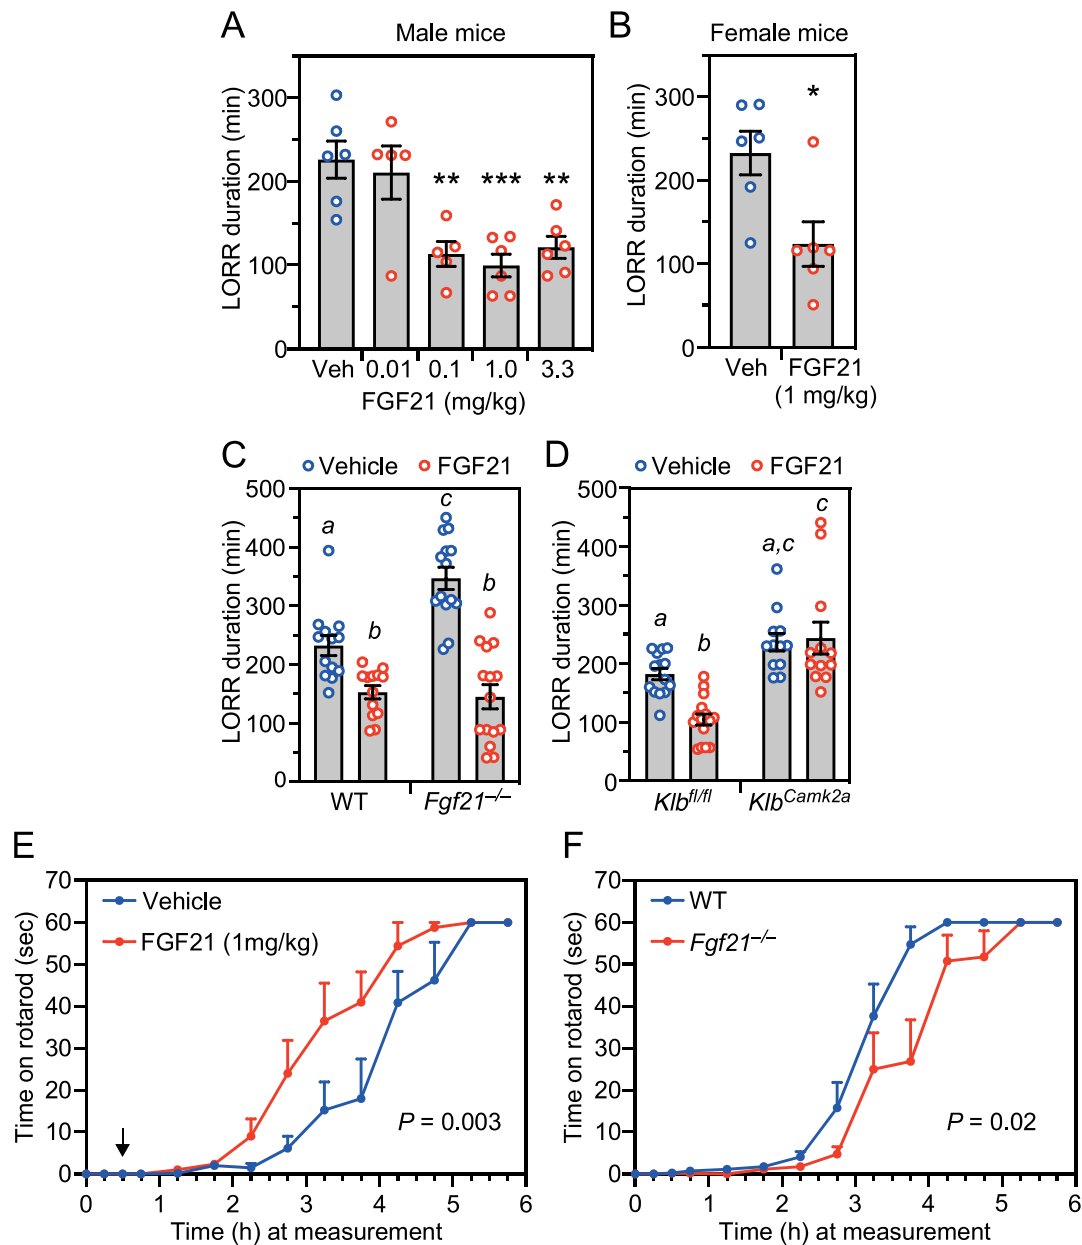 A
Male mice
LORR duration (min)
300
200
100
0
**
***
**
Veh
0.01
0.1
1.0
3.3
FGF21 (mg/kg)
B
Female mice
LORR duration (min)
300
200
100
0
*
Veh
FGF21
(1 mg/kg)
C
Vehicle
FGF21
LORR duration (min)
500
400
300
200
100
0
a
b
c
b
WT
Fgf21–/–
D
Vehicle
FGF21
LORR duration (min)
500
400
300
200
100
0
a
b
a,c
c
Klbfl/fl
KlbCamk2a
E
Time on rotarod (sec)
70
60
50
40
30
20
10
0
Vehicle
FGF21 (1mg/kg)
P = 0.003
0
1
2
3
4
5
6
Time (h) at measurement
F
Time on rotarod (sec)
70
60
50
40
30
20
10
0
WT
Fgf21–/–
P = 0.02
0
1
2
3
4
5
6
Time (h) at measurement